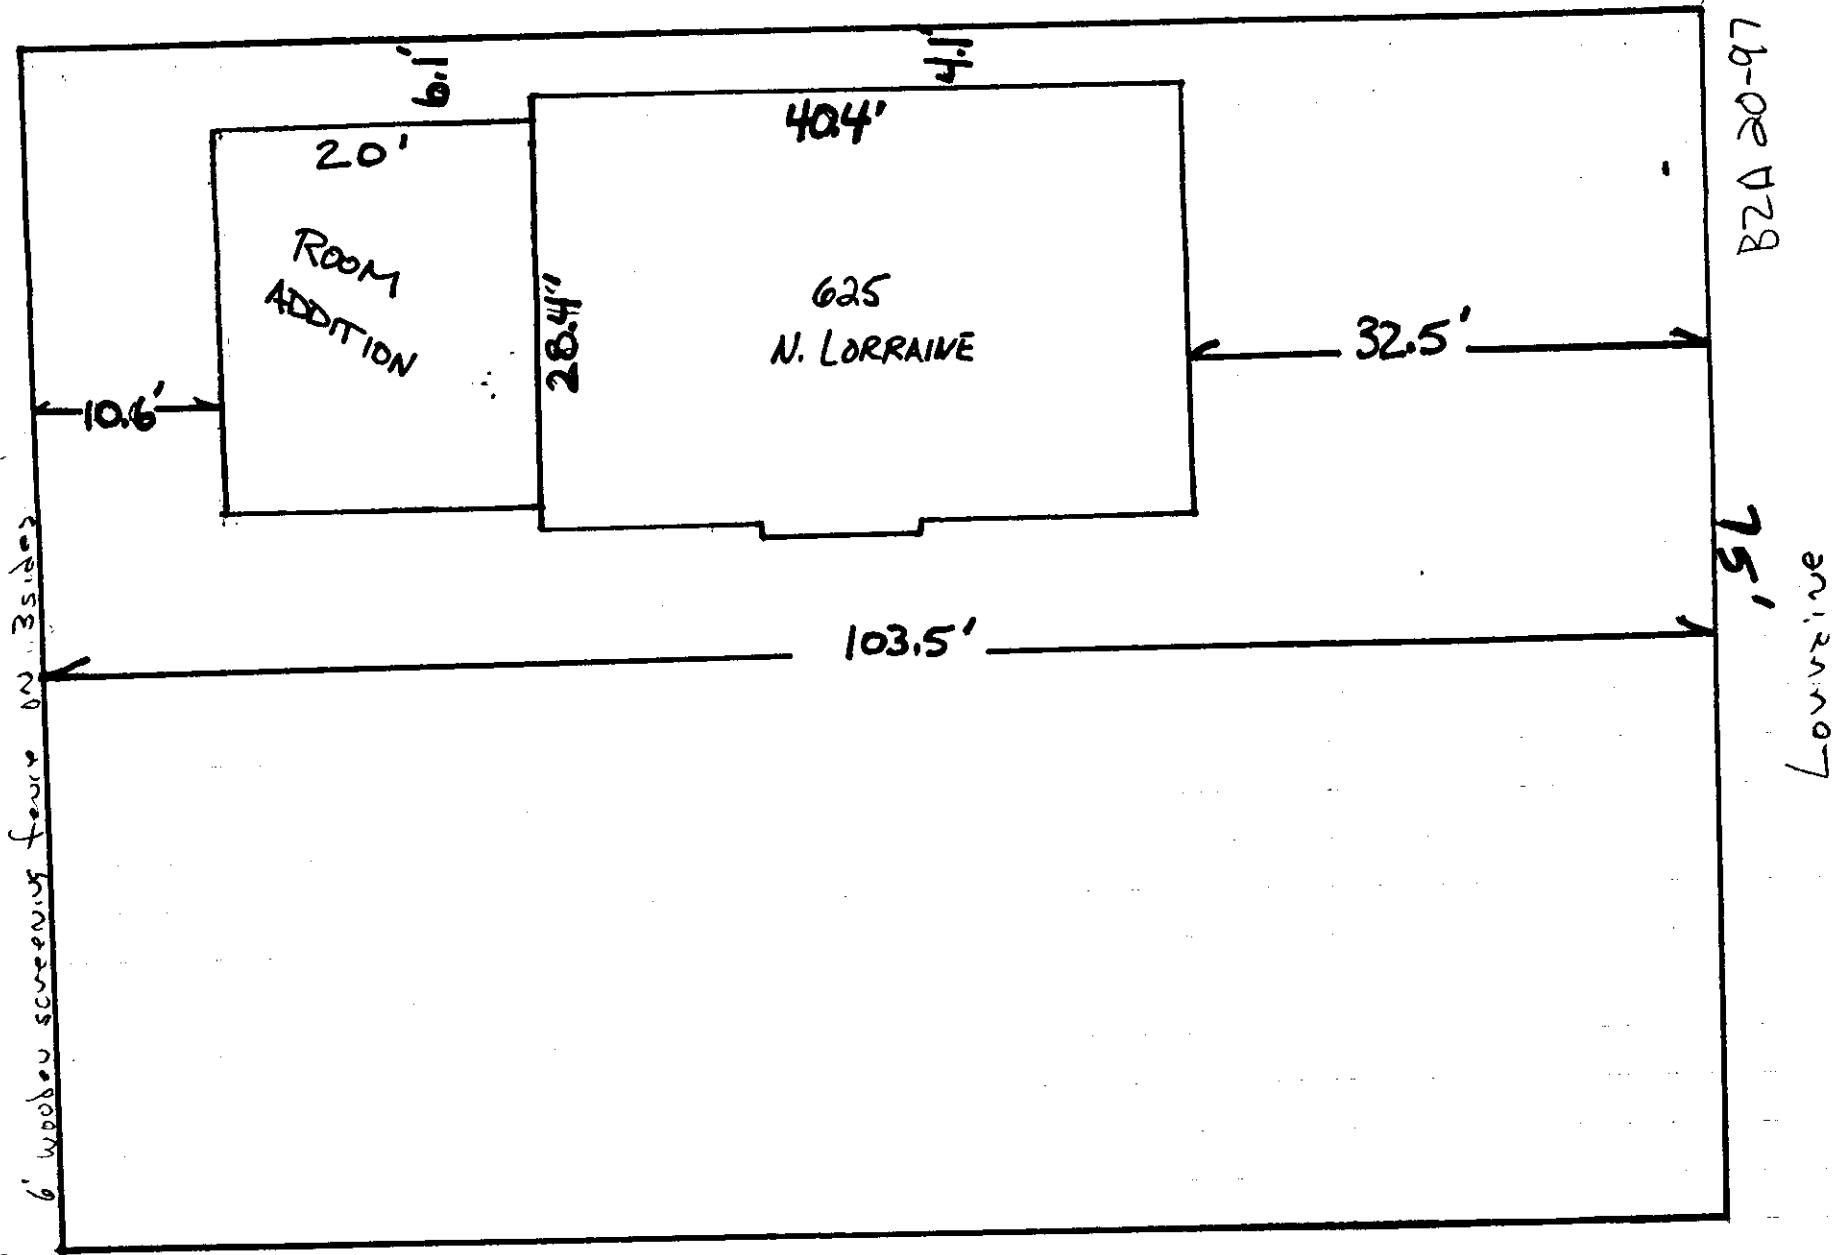 6.1'
4.1'
20'
40.4'
ROOM
ADDITION
28.4"
625
N. LORRAINE
32.5'
10.6'
103.5'
75'
BZA 20-97
Lorraine
6' wooden screening fence on 3 sides